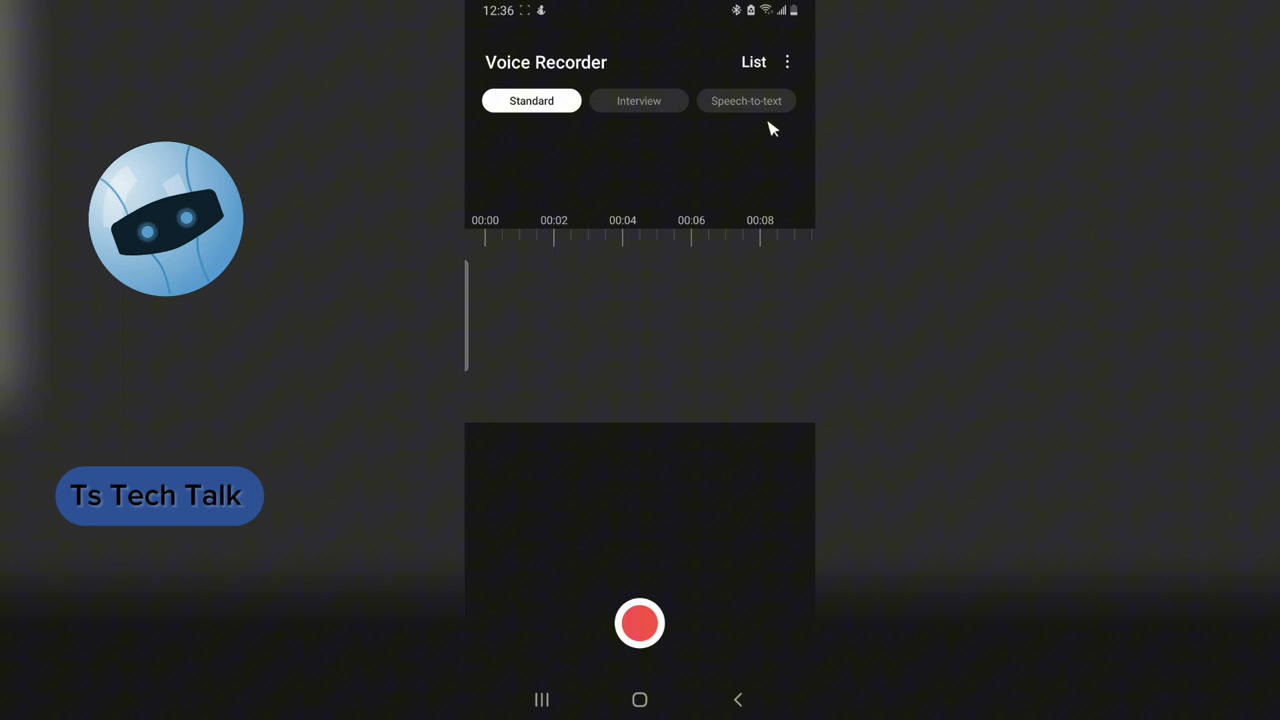 12:36
Voice Recorder
List
Standard
Interview
Speech-to-text
00:00
00:02
00:04
00:06
00:08
Ts Tech Talk